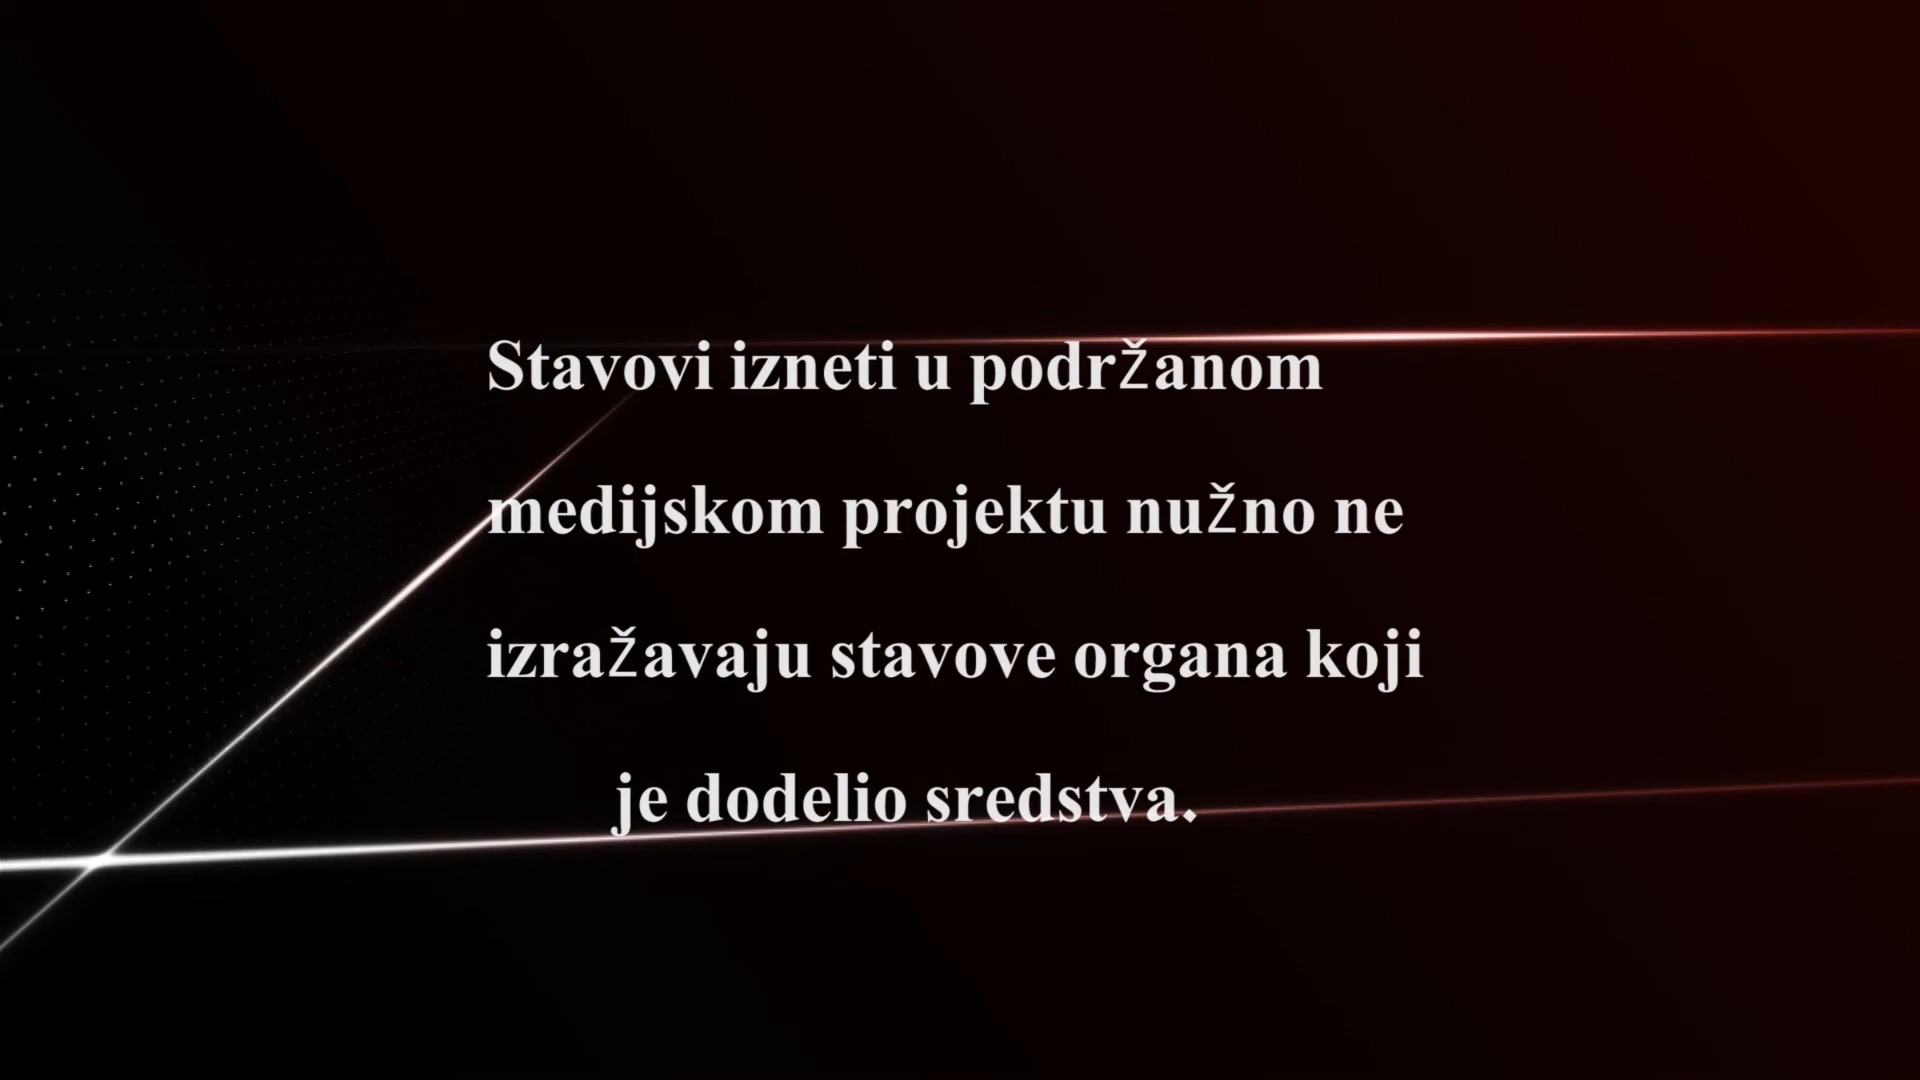 Stavovi izneti u podržanom
medijskom projektu nužno ne
izražavaju stavove organa koji
je dodelio sredstva.